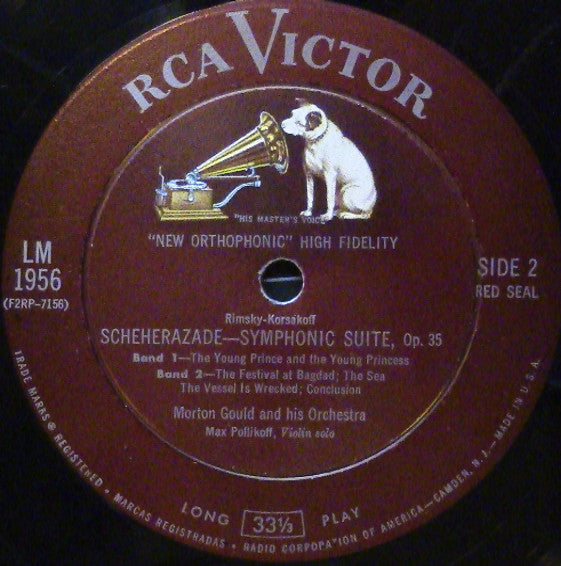 RCA VICTOR
"HIS MASTER'S VOICE"
"NEW ORTHOPHONIC" HIGH FIDELITY
LM
1956
(F2RP-7156)
SIDE 2
RED SEAL
Rimsky-Korsakoff
SCHEHERAZADE—SYMPHONIC SUITE, Op. 35
Band 1—The Young Prince and the Young Princess
Band 2—The Festival at Bagdad; The Sea
The Vessel Is Wrecked; Conclusion
Morton Gould and his Orchestra
Max Pollikoff, Violin solo
LONG 33⅓ PLAY
TRADE MARKS ® REGISTERED • MARCAS REGISTRADAS • RADIO CORPORATION OF AMERICA—CAMDEN, N. J.—MADE IN U.S.A.